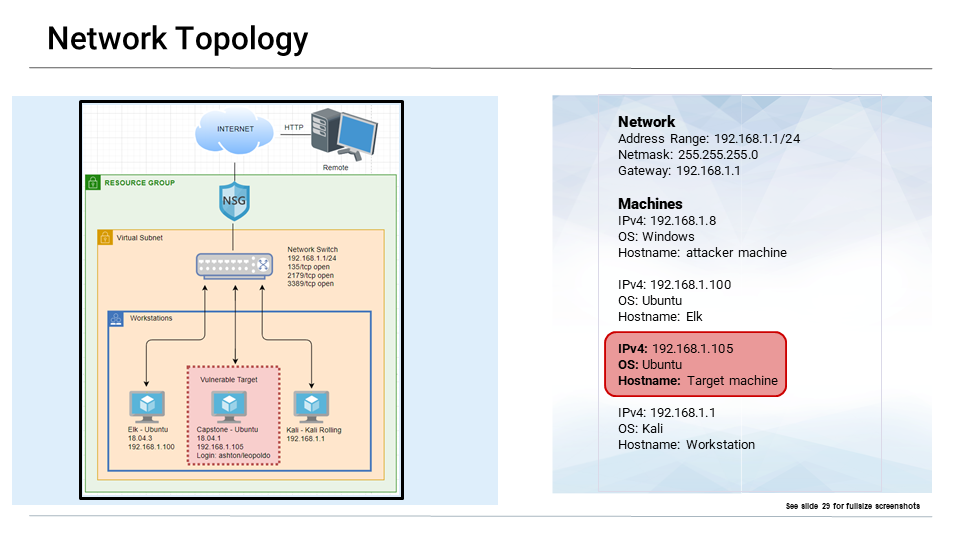 Network Topology
INTERNET
HTTP
Remote
RESOURCE GROUP
NSG
Virtual Subnet
Network Switch
192.168.1.1/24
135/tcp open
2179/tcp open
3389/tcp open
Workstations
Elk - Ubuntu
18.04.3
192.168.1.100
Vulnerable Target
Capstone - Ubuntu
18.04.1
192.168.1.105
Login: ashton/leopoldo
Kali - Kali Rolling
192.168.1.1
Network
Address Range: 192.168.1.1/24
Netmask: 255.255.255.0
Gateway: 192.168.1.1
Machines
IPv4: 192.168.1.8
OS: Windows
Hostname: attacker machine
IPv4: 192.168.1.100
OS: Ubuntu
Hostname: Elk
IPv4: 192.168.1.105
OS: Ubuntu
Hostname: Target machine
IPv4: 192.168.1.1
OS: Kali
Hostname: Workstation
See slide 29 for fullsize screenshots